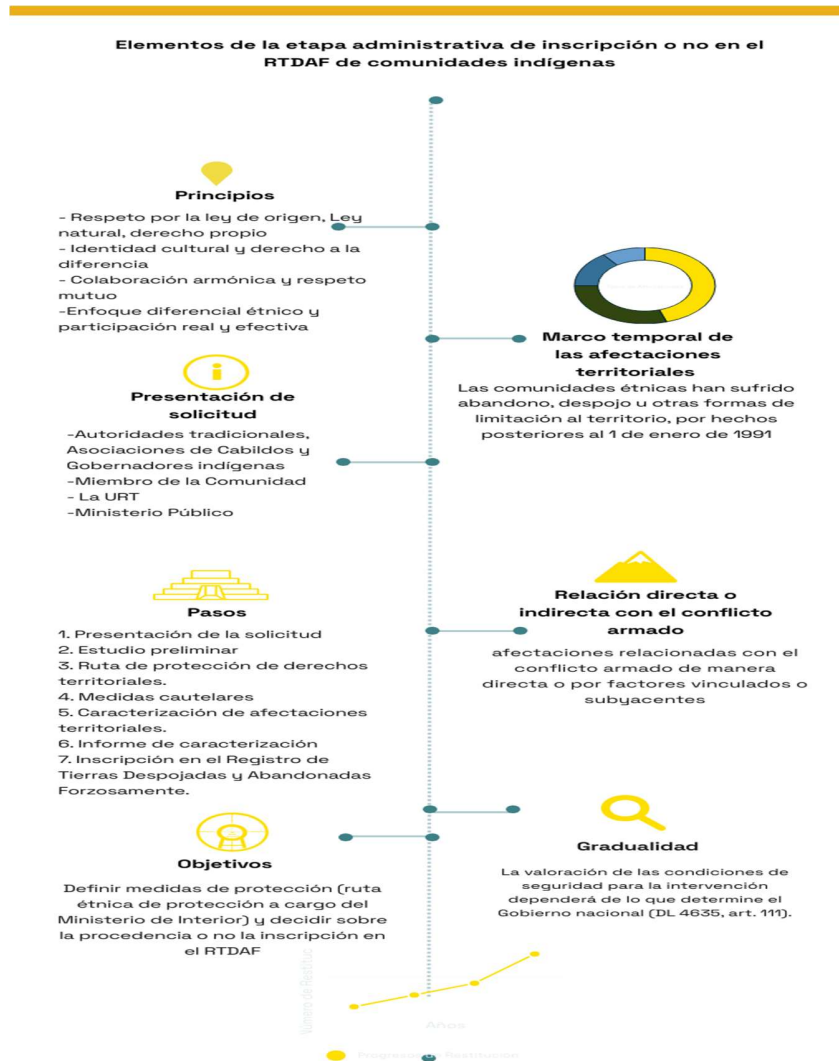 Elementos de la etapa administrativa de inscripción o no en el
RTDAF de comunidades indígenas
Principios
- Respeto por la ley de origen, Ley
natural, derecho propio
- Identidad cultural y derecho a la
diferencia
- Colaboración armónica y respeto
mutuo
-Enfoque diferencial étnico y
participación real y efectiva
Marco temporal de
las afectaciones
territoriales
Las comunidades étnicas han sufrido
abandono, despojo u otras formas de
limitación al territorio, por hechos
posteriores al 1 de enero de 1991
Presentación de
solicitud
-Autoridades tradicionales,
Asociaciones de Cabildos y
Gobernadores indígenas
-Miembro de la Comunidad
- La URT
-Ministerio Público
Relación directa o
indirecta con el conflicto
armado
afectaciones relacionadas con el
conflicto armado de manera
directa o por factores vinculados o
subyacentes
Pasos
1. Presentación de la solicitud
2. Estudio preliminar
3. Ruta de protección de derechos
territoriales.
4. Medidas cautelares
5. Caracterización de afectaciones
territoriales.
6. Informe de caracterización
7. Inscripción en el Registro de
Tierras Despojadas y Abandonadas
Forzosamente.
Gradualidad
La valoración de las condiciones de
seguridad para la intervención
dependerá de lo que determine el
Gobierno nacional (DL 4635, art. 111).
Objetivos
Definir medidas de protección (ruta
étnica de protección a cargo del
Ministerio de Interior) y decidir sobre
la procedencia o no la inscripción en
el RTDAF
Número de Restituc
Años